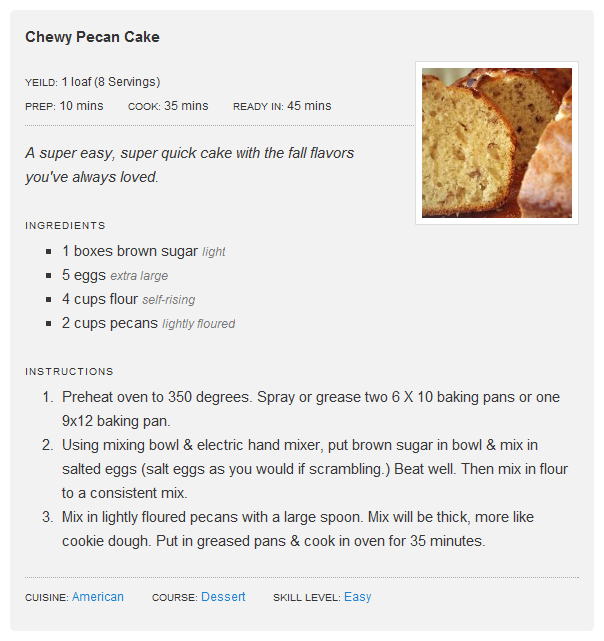 Chewy Pecan Cake
YEILD: 1 loaf (8 Servings)
PREP: 10 mins COOK: 35 mins READY IN: 45 mins
A super easy, super quick cake with the fall flavors
you've always loved.
INGREDIENTS
1 boxes brown sugar light
5 eggs extra large
4 cups flour self-rising
2 cups pecans lightly floured
INSTRUCTIONS
1. Preheat oven to 350 degrees. Spray or grease two 6 X 10 baking pans or one
9x12 baking pan.
2. Using mixing bowl & electric hand mixer, put brown sugar in bowl & mix in
salted eggs (salt eggs as you would if scrambling.) Beat well. Then mix in flour
to a consistent mix.
3. Mix in lightly floured pecans with a large spoon. Mix will be thick, more like
cookie dough. Put in greased pans & cook in oven for 35 minutes.
CUISINE: American COURSE: Dessert SKILL LEVEL: Easy